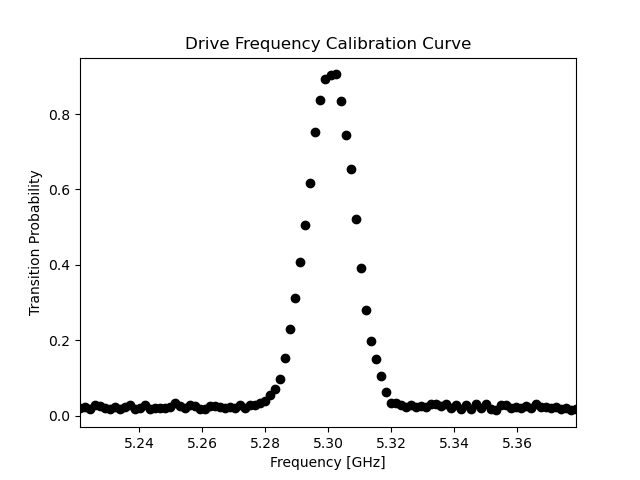 Drive Frequency Calibration Curve
Transition Probability
0.8
0.6
0.4
0.2
0.0
5.24 5.26 5.28 5.30 5.32 5.34 5.36
Frequency [GHz]